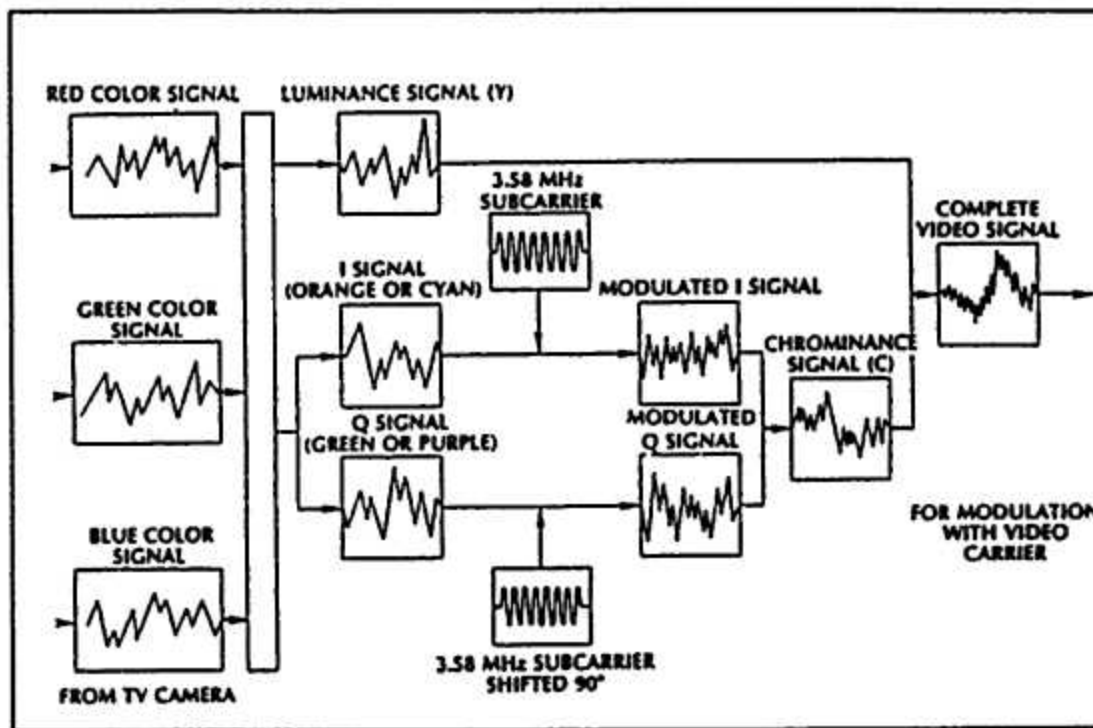 RED COLOR SIGNAL
LUMINANCE SIGNAL (Y)
3.58 MHz
SUBCARRIER
COMPLETE
VIDEO SIGNAL
I SIGNAL
(ORANGE OR CYAN)
MODULATED I SIGNAL
GREEN COLOR
SIGNAL
CHROMINANCE
SIGNAL (C)
Q SIGNAL
(GREEN OR PURPLE)
MODULATED
Q SIGNAL
BLUE COLOR
SIGNAL
FOR MODULATION
WITH VIDEO
CARRIER
3.58 MHz SUBCARRIER
SHIFTED 90°
FROM TV CAMERA